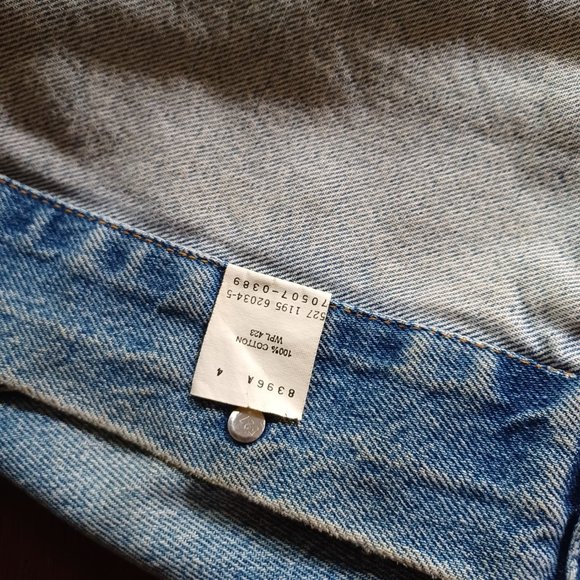 8396A 4
WPL 423
100% COTTON
527 1195 62034-5
70507-0389